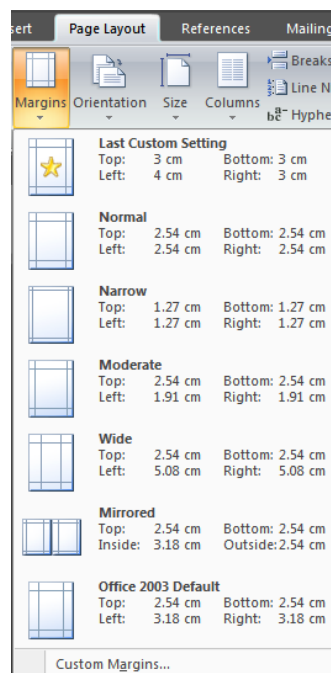 sert Page Layout References Mailing
Margins Orientation Size Columns
Breaks
Line N
Hyphe
Last Custom Setting
Top: 3 cm Bottom: 3 cm
Left: 4 cm Right: 3 cm
Normal
Top: 2.54 cm Bottom: 2.54 cm
Left: 2.54 cm Right: 2.54 cm
Narrow
Top: 1.27 cm Bottom: 1.27 cm
Left: 1.27 cm Right: 1.27 cm
Moderate
Top: 2.54 cm Bottom: 2.54 cm
Left: 1.91 cm Right: 1.91 cm
Wide
Top: 2.54 cm Bottom: 2.54 cm
Left: 5.08 cm Right: 5.08 cm
Mirrored
Top: 2.54 cm Bottom: 2.54 cm
Inside: 3.18 cm Outside: 2.54 cm
Office 2003 Default
Top: 2.54 cm Bottom: 2.54 cm
Left: 3.18 cm Right: 3.18 cm
Custom Margins...